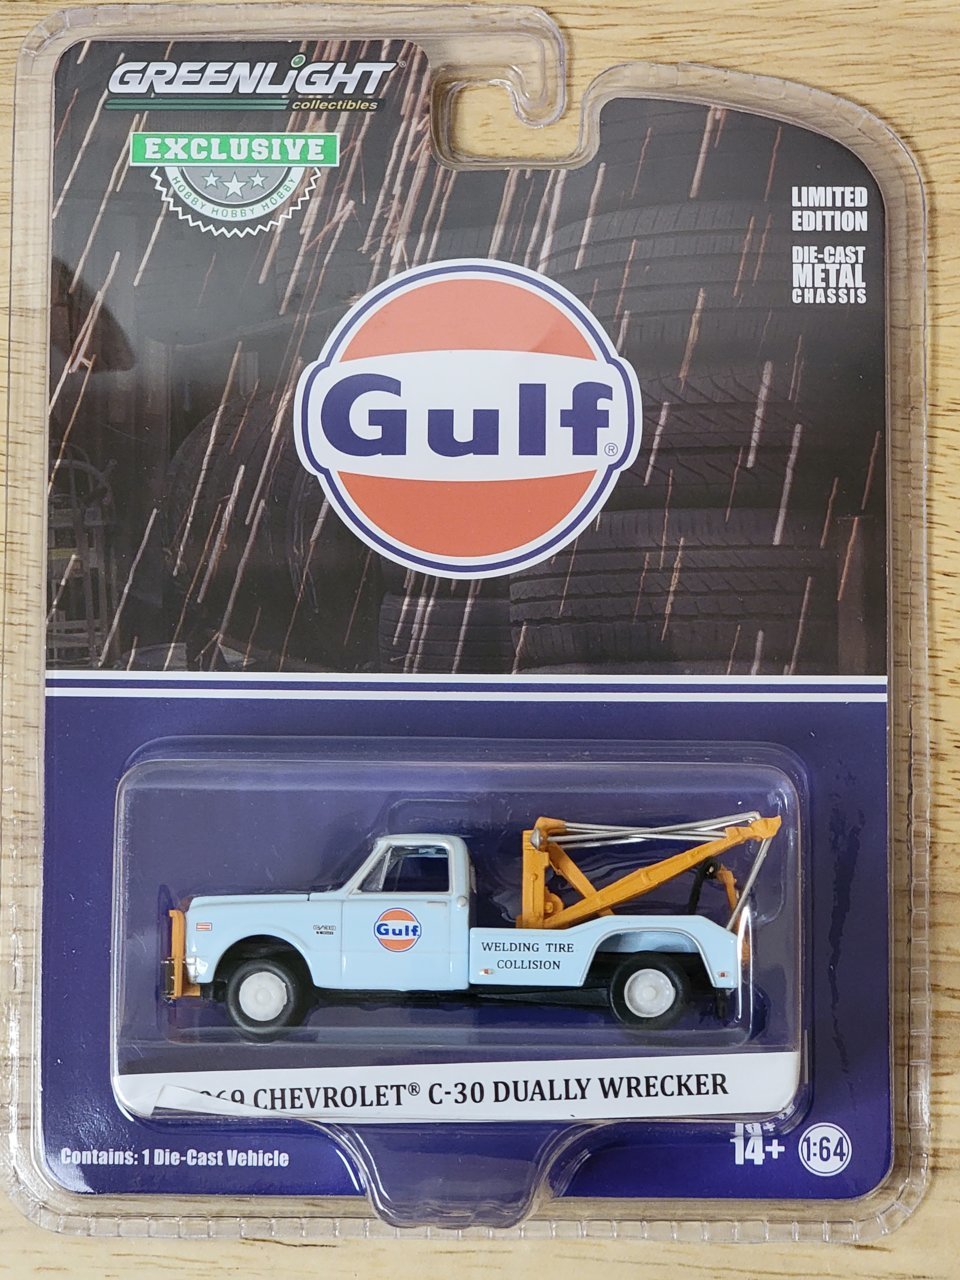 GREENLiGHT
collectibles
EXCLUSIVE
HOBBY HOBBY HOBBY
LIMITED
EDITION
DIE-CAST
METAL
CHASSIS
Gulf®
Gulf
WELDING TIRE
COLLISION
969 CHEVROLET® C-30 DUALLY WRECKER
Contains: 1 Die-Cast Vehicle
14+
1:64